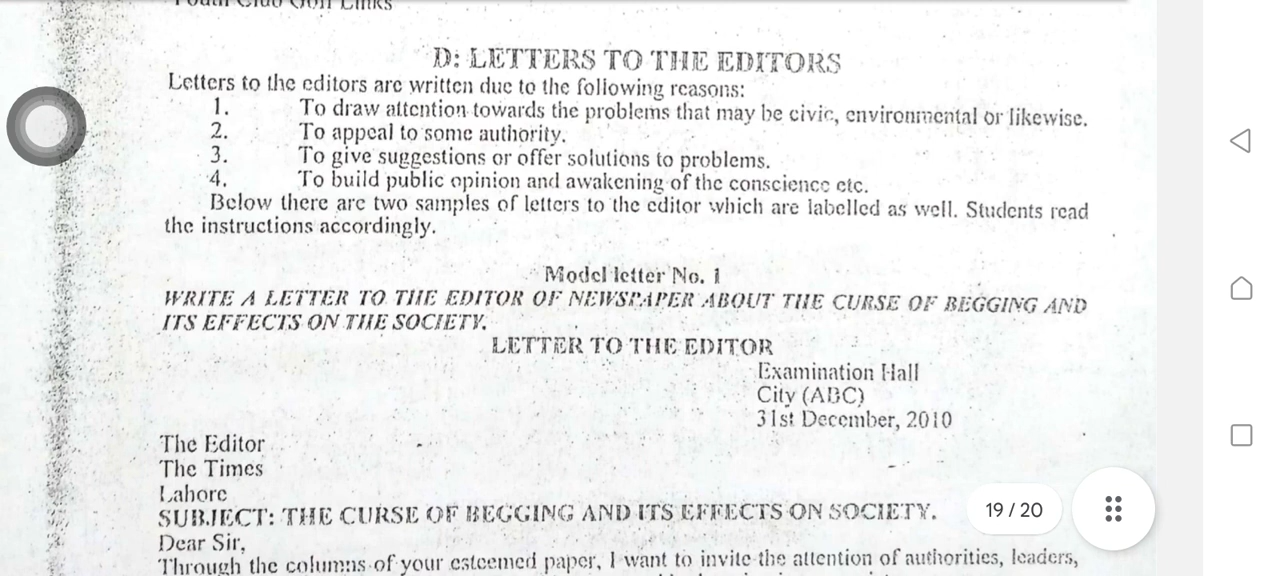 Youth Club Golf Links
D: LETTERS TO THE EDITORS
Letters to the editors are written due to the following reasons:
1. To draw attention towards the problems that may be civic, environmental or likewise.
2. To appeal to some authority.
3. To give suggestions or offer solutions to problems.
4. To build public opinion and awakening of the conscience etc.
Below there are two samples of letters to the editor which are labelled as well. Students read
the instructions accordingly.
Model letter No. 1
WRITE A LETTER TO THE EDITOR OF NEWSPAPER ABOUT THE CURSE OF BEGGING AND
ITS EFFECTS ON THE SOCIETY.
LETTER TO THE EDITOR
Examination Hall
City (ABC)
31st December, 2010
The Editor
The Times
Lahore
SUBJECT: THE CURSE OF BEGGING AND ITS EFFECTS ON SOCIETY.
19 / 20
Dear Sir,
Through the columns of your esteemed paper, I want to invite the attention of authorities, leaders,